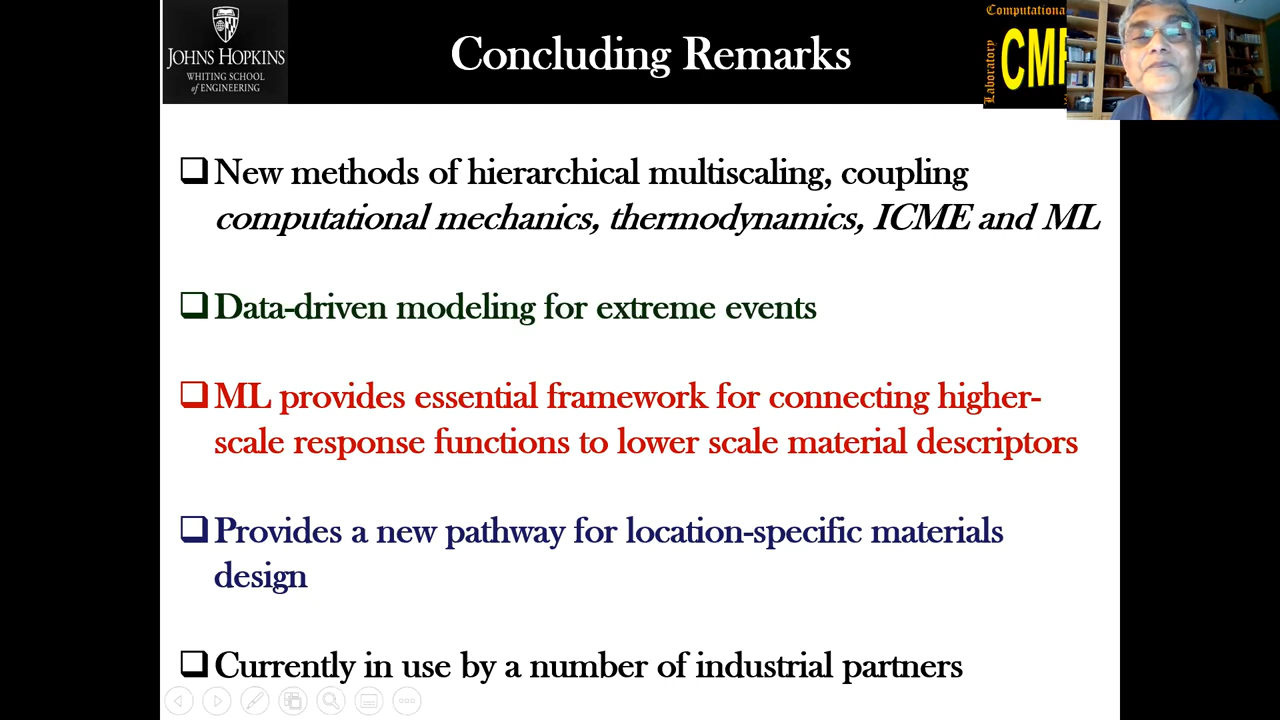 JOHNS HOPKINS
WHITING SCHOOL
of ENGINEERING
Concluding Remarks
Computational
Laboratory
New methods of hierarchical multiscaling, coupling
computational mechanics, thermodynamics, ICME and ML
Data-driven modeling for extreme events
ML provides essential framework for connecting higher-
scale response functions to lower scale material descriptors
Provides a new pathway for location-specific materials
design
Currently in use by a number of industrial partners